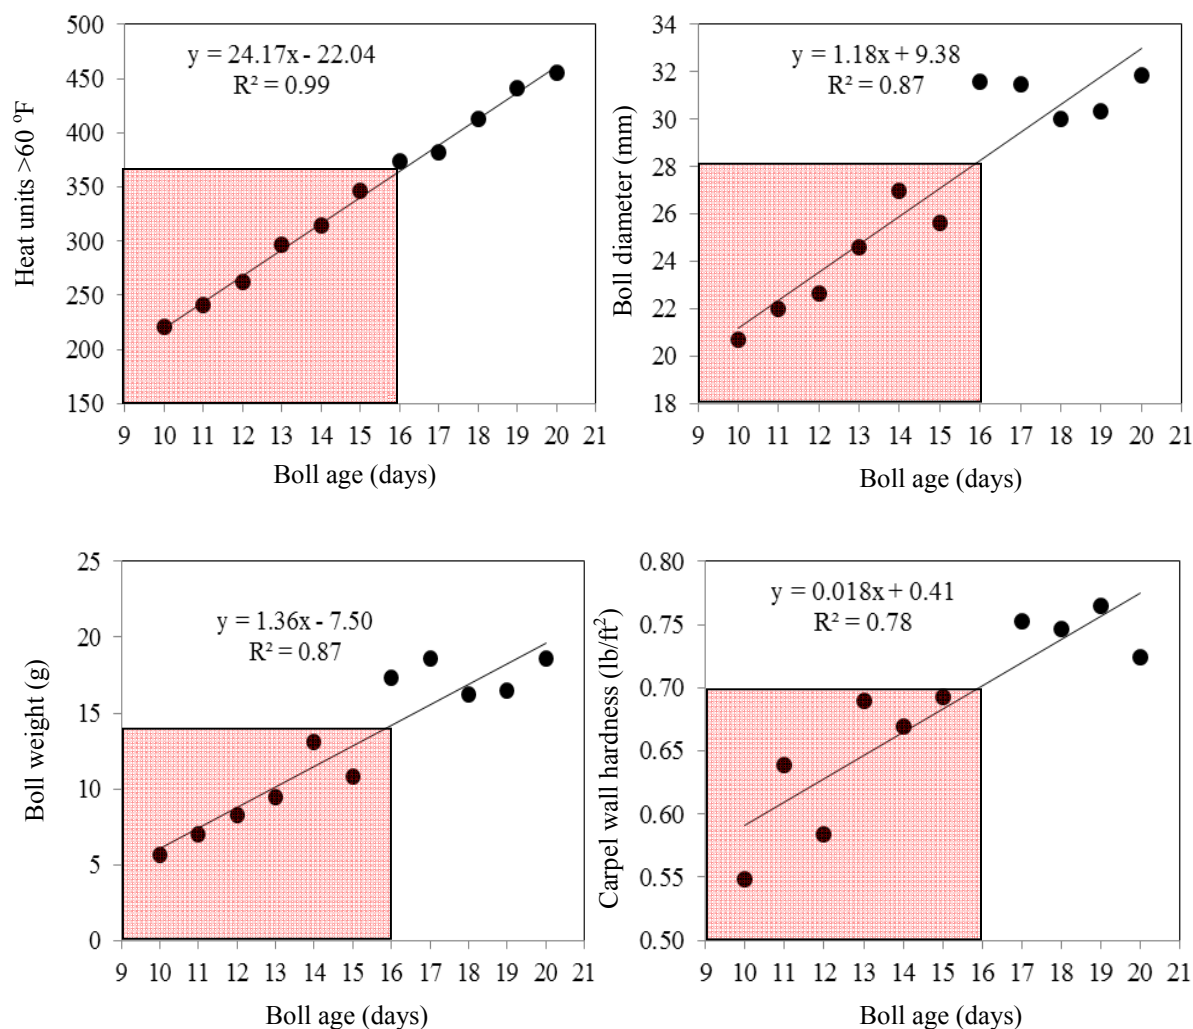 500
450
400
350
300
250
200
150
Heat units >60 °F
y = 24.17x - 22.04
R² = 0.99
9 10 11 12 13 14 15 16 17 18 19 20 21
Boll age (days)
34
32
30
28
26
24
22
20
18
Boll diameter (mm)
y = 1.18x + 9.38
R² = 0.87
9 10 11 12 13 14 15 16 17 18 19 20 21
Boll age (days)
25
20
15
10
5
0
Boll weight (g)
y = 1.36x - 7.50
R² = 0.87
9 10 11 12 13 14 15 16 17 18 19 20 21
Boll age (days)
0.80
0.75
0.70
0.65
0.60
0.55
0.50
Carpel wall hardness (lb/ft²)
y = 0.018x + 0.41
R² = 0.78
9 10 11 12 13 14 15 16 17 18 19 20 21
Boll age (days)